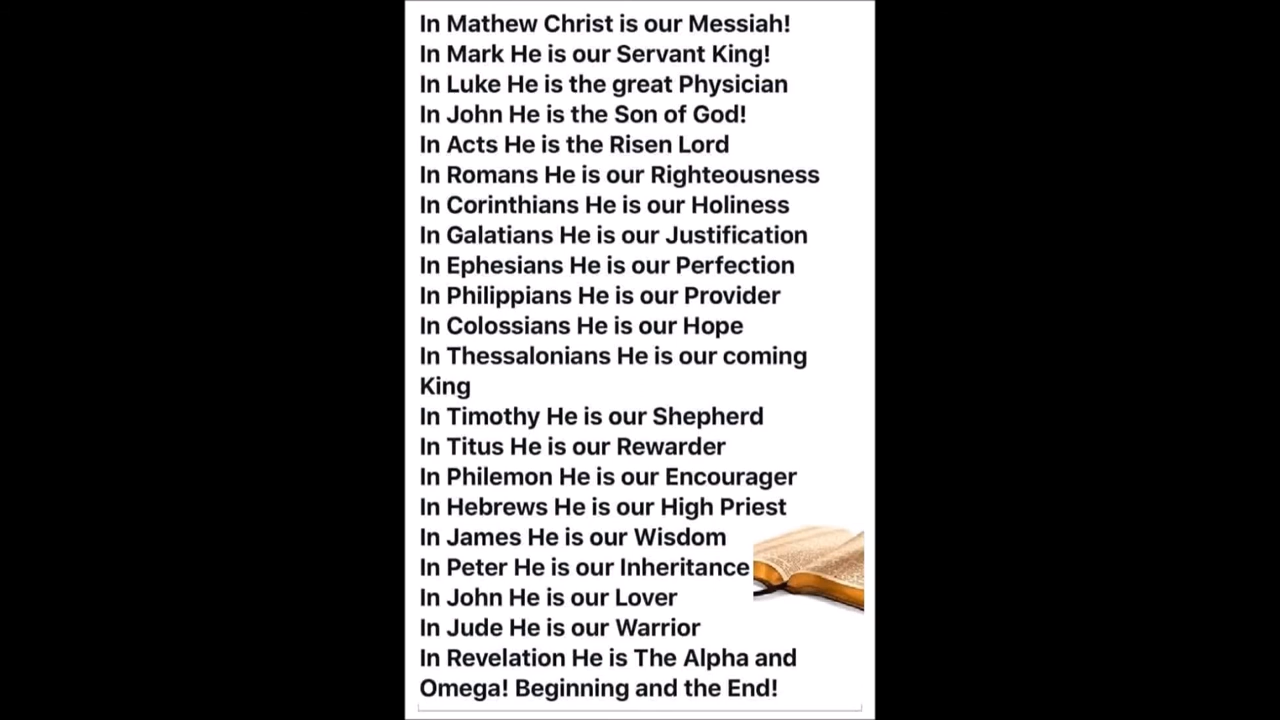 In Mathew Christ is our Messiah!
In Mark He is our Servant King!
In Luke He is the great Physician
In John He is the Son of God!
In Acts He is the Risen Lord
In Romans He is our Righteousness
In Corinthians He is our Holiness
In Galatians He is our Justification
In Ephesians He is our Perfection
In Philippians He is our Provider
In Colossians He is our Hope
In Thessalonians He is our coming
King
In Timothy He is our Shepherd
In Titus He is our Rewarder
In Philemon He is our Encourager
In Hebrews He is our High Priest
In James He is our Wisdom
In Peter He is our Inheritance
In John He is our Lover
In Jude He is our Warrior
In Revelation He is The Alpha and
Omega! Beginning and the End!